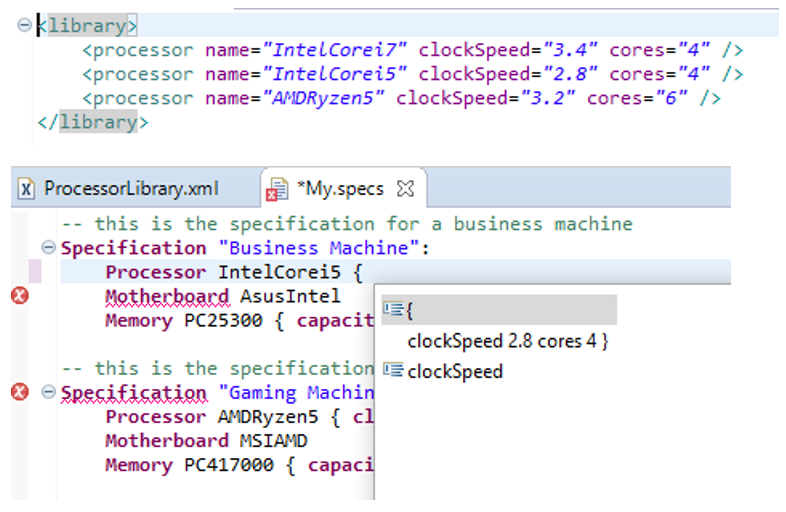 <library>
<processor name="IntelCorei7" clockSpeed="3.4" cores="4" />
<processor name="IntelCorei5" clockSpeed="2.8" cores="4" />
<processor name="AMDRyzen5" clockSpeed="3.2" cores="6" />
</library>
ProcessorLibrary.xml *My.specs
-- this is the specification for a business machine
Specification "Business Machine":
Processor IntelCorei5 {
Motherboard AsusIntel
Memory PC25300 { capacit
{
clockSpeed 2.8 cores 4 }
clockSpeed
-- this is the specification
Specification "Gaming Machin
Processor AMDRyzen5 { cl
Motherboard MSIAMD
Memory PC417000 { capaci